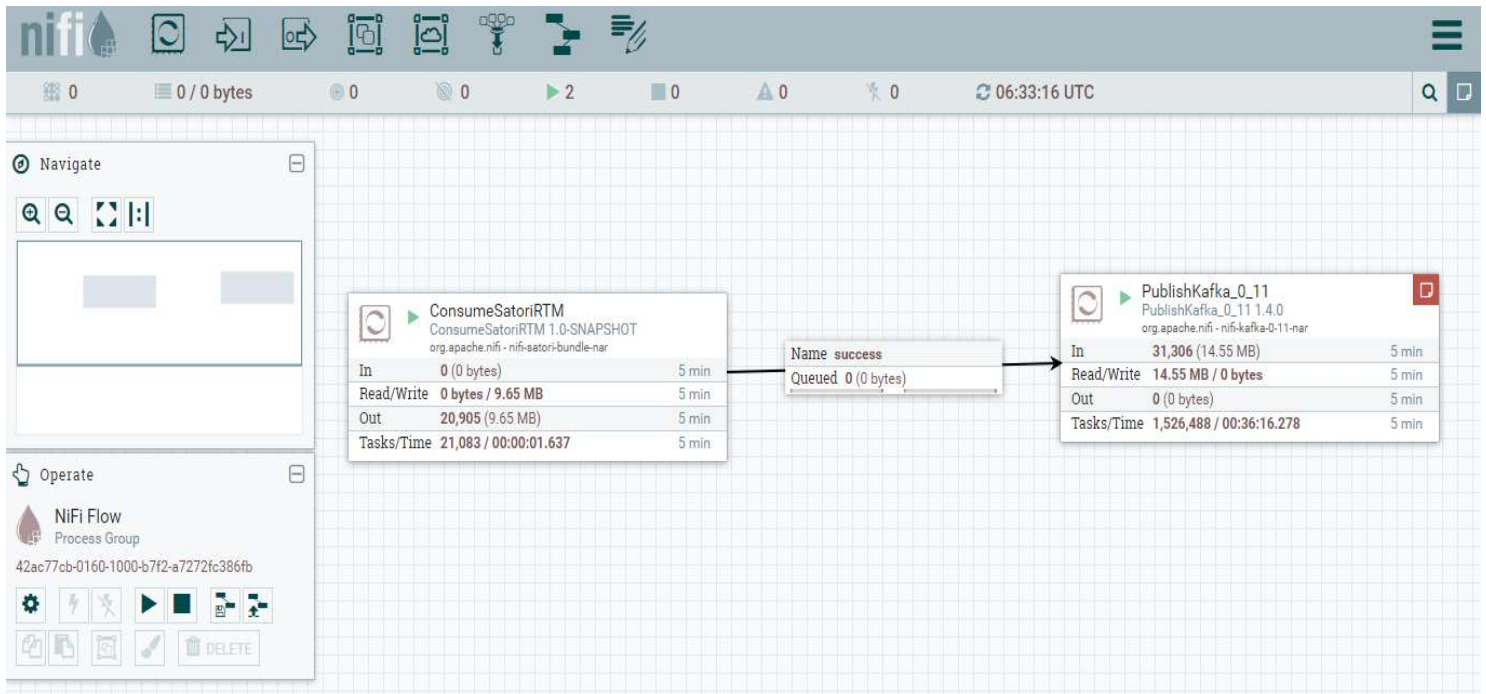 nifi
0
0 / 0 bytes
0
0
2
0
0
0
06:33:16 UTC
Navigate
Operate
NiFi Flow
Process Group
42ac77cb-0160-1000-b7f2-a7272fc386fb
DELETE
ConsumeSatoriRTM
ConsumeSatoriRTM 1.0-SNAPSHOT
org.apache.nifi - nifi-satori-bundle-nar
In 0 (0 bytes) 5 min
Read/Write 0 bytes / 9.65 MB 5 min
Out 20,905 (9.65 MB) 5 min
Tasks/Time 21,083 / 00:00:01.637 5 min
Name success
Queued 0 (0 bytes)
PublishKafka_0_11
PublishKafka_0_11 1.4.0
org.apache.nifi - nifi-kafka-0-11-nar
In 31,306 (14.55 MB) 5 min
Read/Write 14.55 MB / 0 bytes 5 min
Out 0 (0 bytes) 5 min
Tasks/Time 1,526,488 / 00:36:16.278 5 min